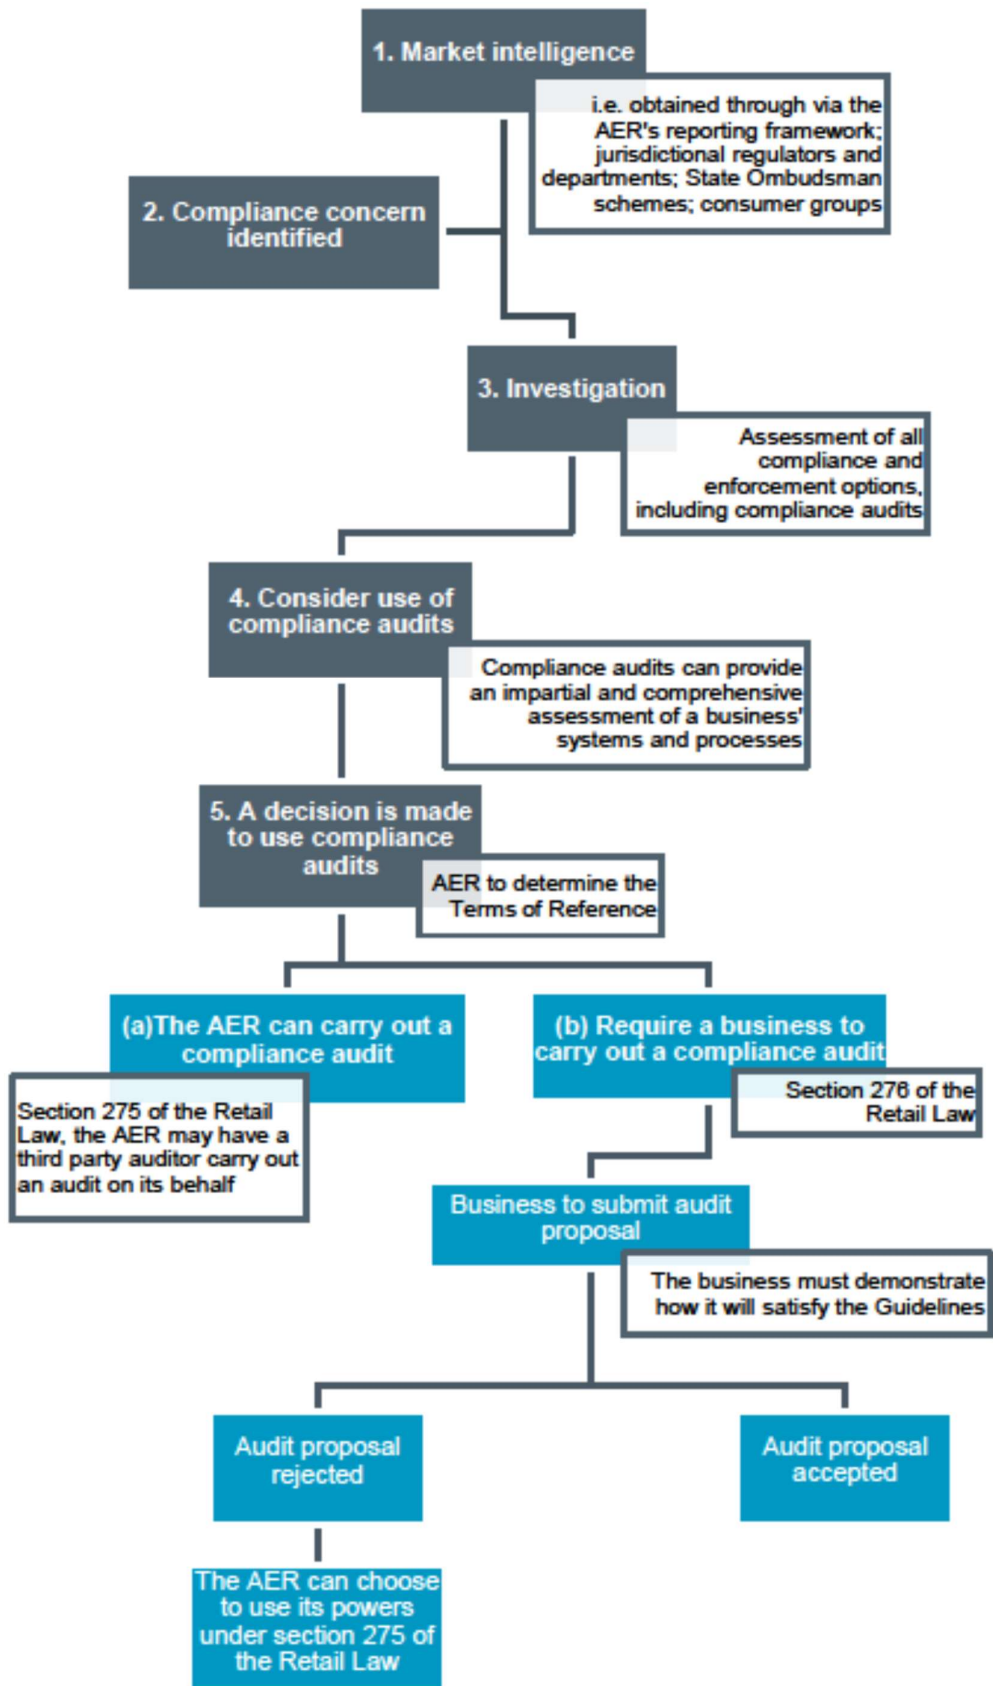 1. Market intelligence
i.e. obtained through via the
AER's reporting framework;
jurisdictional regulators and
departments; State Ombudsman
schemes; consumer groups
2. Compliance concern
identified
3. Investigation
Assessment of all
compliance and
enforcement options,
including compliance audits
4. Consider use of
compliance audits
Compliance audits can provide
an impartial and comprehensive
assessment of a business'
systems and processes
5. A decision is made
to use compliance
audits
AER to determine the
Terms of Reference
(a)The AER can carry out a
compliance audit
Section 275 of the Retail
Law, the AER may have a
third party auditor carry out
an audit on its behalf
(b) Require a business to
carry out a compliance audit
Section 276 of the
Retail Law
Business to submit audit
proposal
The business must demonstrate
how it will satisfy the Guidelines
Audit proposal
rejected
Audit proposal
accepted
The AER can choose
to use its powers
under section 275 of
the Retail Law